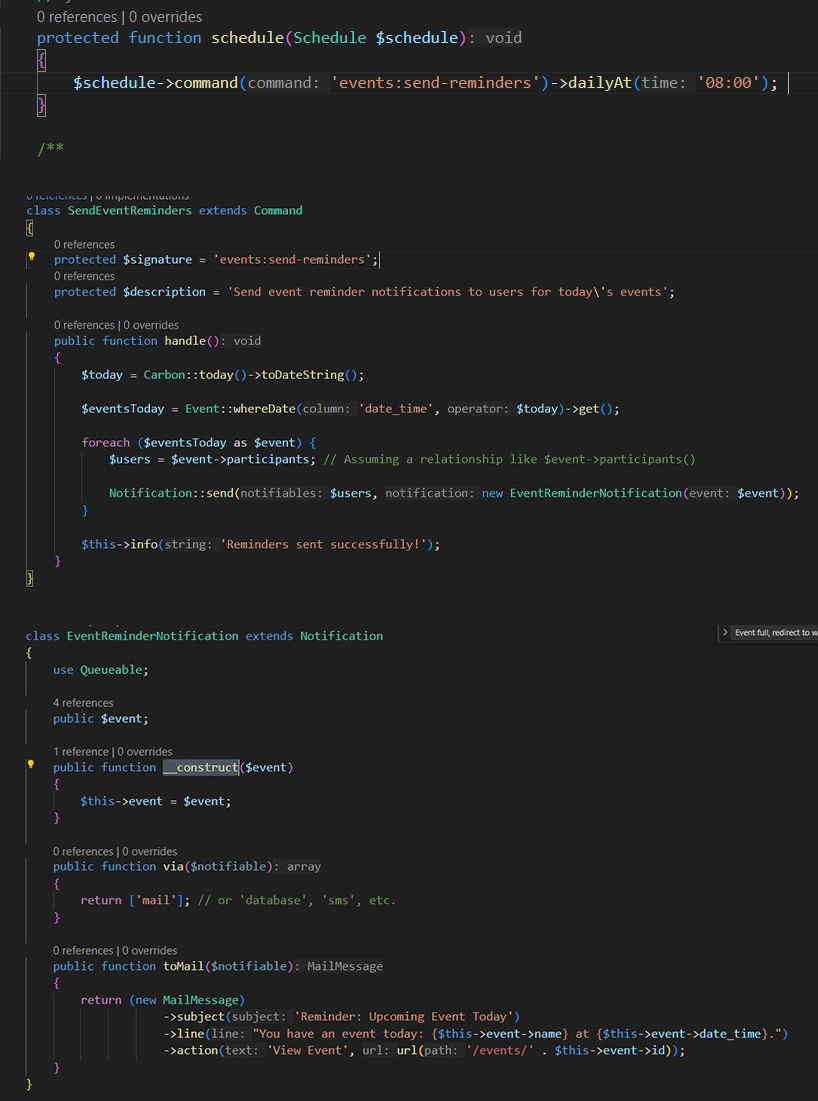 0 references | 0 overrides
protected function schedule(Schedule $schedule): void
{
$schedule->command(command: 'events:send-reminders')->dailyAt(time: '08:00');
}
/**
0 references | 0 implementations
class SendEventReminders extends Command
{
0 references
protected $signature = 'events:send-reminders';
0 references
protected $description = 'Send event reminder notifications to users for today\'s events';
0 references | 0 overrides
public function handle(): void
{
$today = Carbon::today()->toDateString();
$eventsToday = Event::whereDate(column: 'date_time', operator: $today)->get();
foreach ($eventsToday as $event) {
$users = $event->participants; // Assuming a relationship like $event->participants()
Notification::send(notifiables: $users, notification: new EventReminderNotification(event: $event));
}
$this->info(string: 'Reminders sent successfully!');
}
}
class EventReminderNotification extends Notification
> Event full, redirect to w
{
use Queueable;
4 references
public $event;
1 reference | 0 overrides
public function __construct($event)
{
$this->event = $event;
}
0 references | 0 overrides
public function via($notifiable): array
{
return ['mail']; // or 'database', 'sms', etc.
}
0 references | 0 overrides
public function toMail($notifiable): MailMessage
{
return (new MailMessage)
->subject(subject: 'Reminder: Upcoming Event Today')
->line(line: "You have an event today: {$this->event->name} at {$this->event->date_time}.")
->action(text: 'View Event', url: url(path: '/events/' . $this->event->id));
}
}